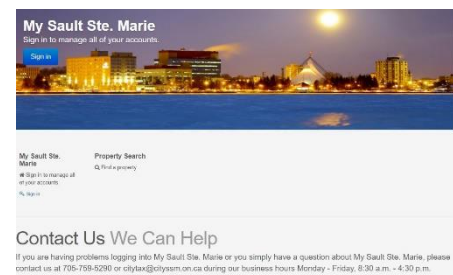 My Sault Ste. Marie
Sign in to manage all of your accounts.
Sign in
My Sault Ste.
Marie
Sign in to manage all
of your accounts.
Sign in
Property Search
Find a property
Contact Us We Can Help
If you are having problems logging into My Sault Ste. Marie or you simply have a question about My Sault Ste. Marie, please
contact us at 705-759-5290 or citytax@cityssm.on.ca during our business hours Monday - Friday, 8:30 a.m. - 4:30 p.m.